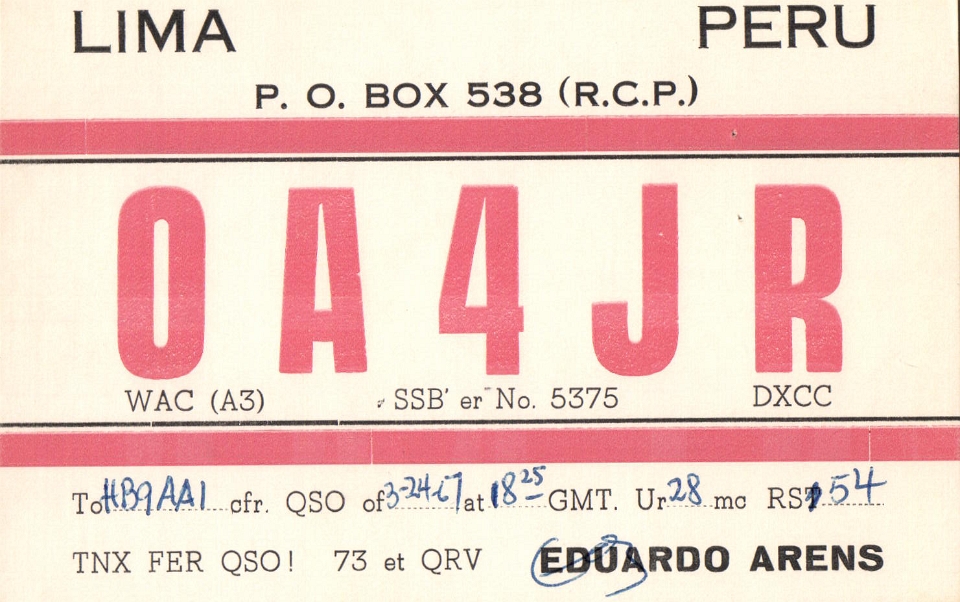 LIMA PERU
P. O. BOX 538 (R.C.P.)
OA4JR
WAC (A3) SSB'er No. 5375 DXCC
To HB9AA1 cfr. QSO of 3-24-67 at 18 25 GMT. Ur 28 mc RST 54
TNX FER QSO! 73 et QRV EDUARDO ARENS